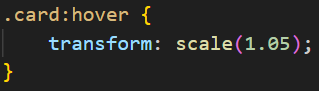 .card:hover {
    transform: scale(1.05);
}